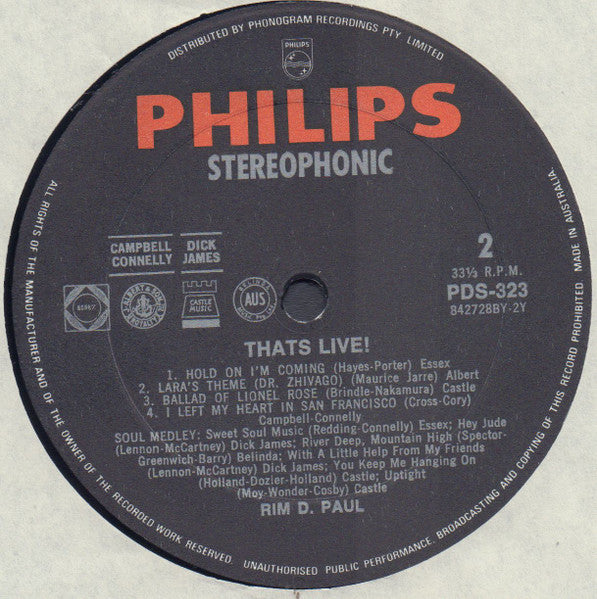 DISTRIBUTED BY PHONOGRAM RECORDINGS PTY. LIMITED
PHILIPS
PHILIPS
STEREOPHONIC
CAMPBELL CONNELLY
DICK JAMES
ALBERT & SON
CASTLE MUSIC
BELINDA
AUS
2
33⅓ R.P.M.
PDS-323
842728BY-2Y
THATS LIVE!
1. HOLD ON I'M COMING (Hayes-Porter) Essex
2. LARA'S THEME (DR. ZHIVAGO) (Maurice Jarre) Albert
3. BALLAD OF LIONEL ROSE (Brindle-Nakamura) Castle
4. I LEFT MY HEART IN SAN FRANCISCO (Cross-Cory)
Campbell-Connelly
SOUL MEDLEY: Sweet Soul Music (Redding-Connelly) Essex; Hey Jude
(Lennon-McCartney) Dick James; River Deep, Mountain High (Spector
Greenwich-Barry) Belinda; With A Little Help From My Friends
(Lennon-McCartney) Dick James; You Keep Me Hanging On
(Holland-Dozier-Holland) Castle; Uptight
(Moy-Wonder-Cosby) Castle
RIM D. PAUL
ALL RIGHTS OF THE MANUFACTURER AND OF THE OWNER OF THE RECORDED WORK RESERVED. UNAUTHORISED PUBLIC PERFORMANCE, BROADCASTING AND COPYING OF THIS RECORD PROHIBITED. MADE IN AUSTRALIA.